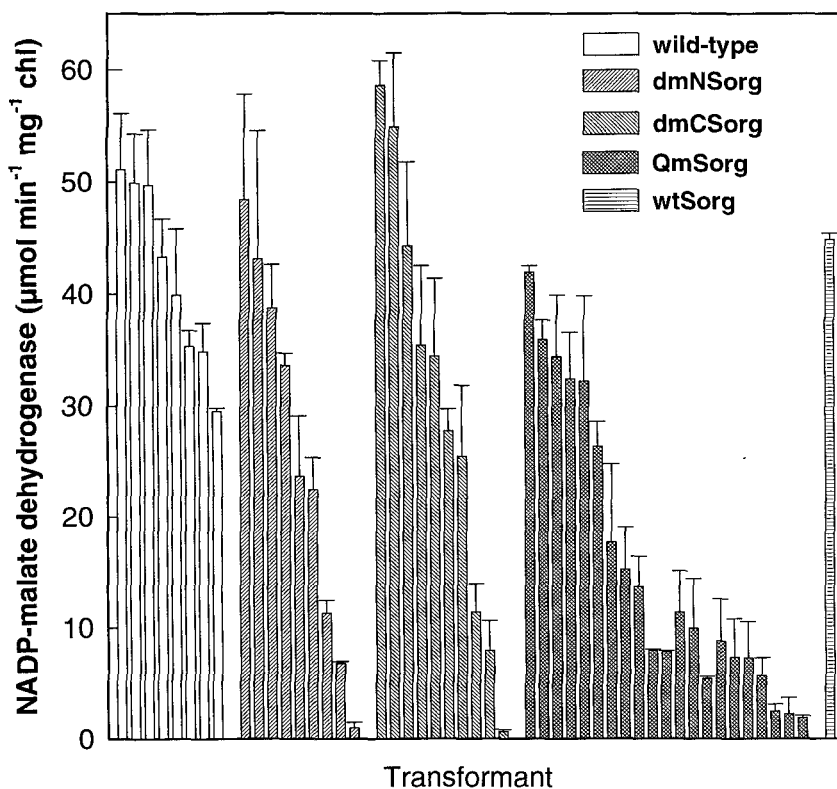 NADP-malate dehydrogenase (µmol min⁻¹ mg⁻¹ chl)
60
50
40
30
20
10
0
wild-type
dmNSorg
dmCSorg
QmSorg
wtSorg
Transformant